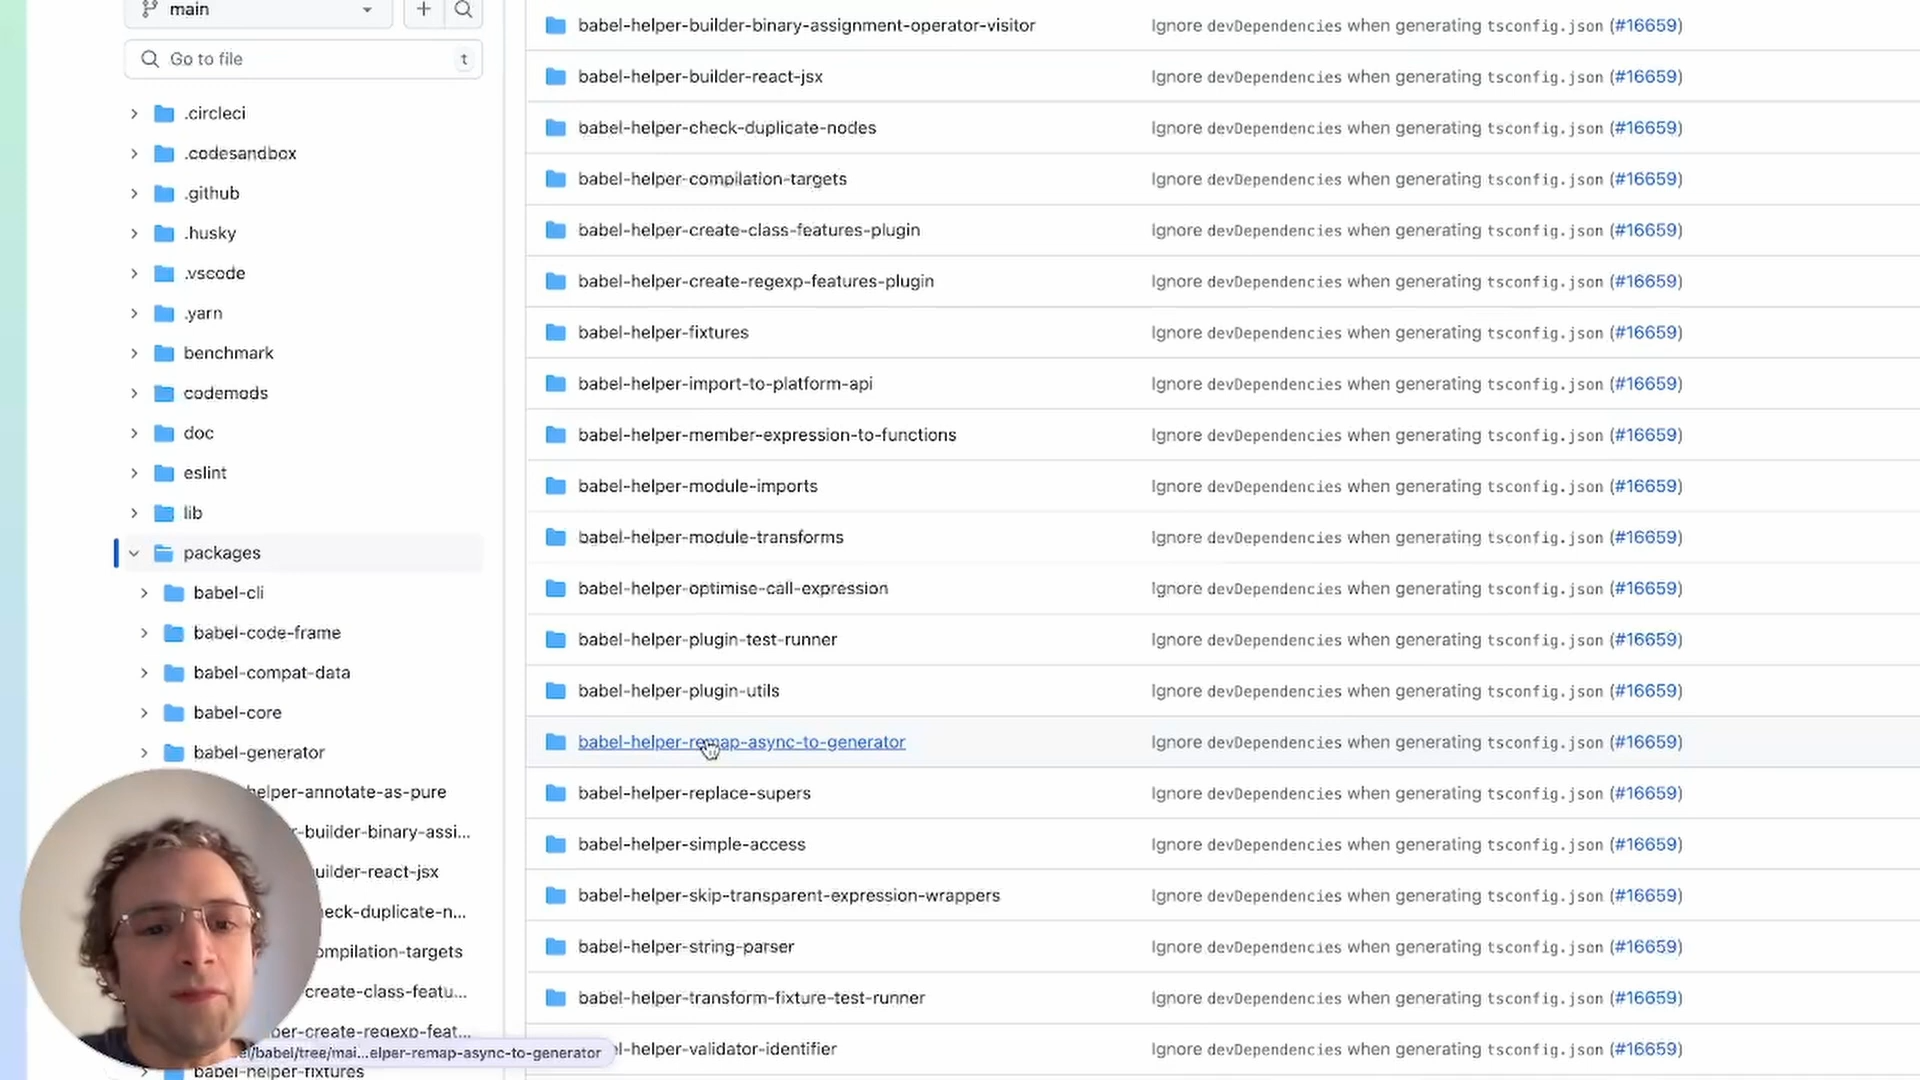 main
Go to file
t
.circleci
.codesandbox
.github
.husky
.vscode
.yarn
benchmark
codemods
doc
eslint
lib
packages
babel-cli
babel-code-frame
babel-compat-data
babel-core
babel-generator
helper-annotate-as-pure
r-builder-binary-assi...
uilder-react-jsx
heck-duplicate-n...
ompilation-targets
create-class-featu...
per-create-regexp-feat...
babel-helper-fixtures
el/babel/tree/mai...elper-remap-async-to-generator
babel-helper-builder-binary-assignment-operator-visitor Ignore devDependencies when generating tsconfig.json (#16659)
babel-helper-builder-react-jsx Ignore devDependencies when generating tsconfig.json (#16659)
babel-helper-check-duplicate-nodes Ignore devDependencies when generating tsconfig.json (#16659)
babel-helper-compilation-targets Ignore devDependencies when generating tsconfig.json (#16659)
babel-helper-create-class-features-plugin Ignore devDependencies when generating tsconfig.json (#16659)
babel-helper-create-regexp-features-plugin Ignore devDependencies when generating tsconfig.json (#16659)
babel-helper-fixtures Ignore devDependencies when generating tsconfig.json (#16659)
babel-helper-import-to-platform-api Ignore devDependencies when generating tsconfig.json (#16659)
babel-helper-member-expression-to-functions Ignore devDependencies when generating tsconfig.json (#16659)
babel-helper-module-imports Ignore devDependencies when generating tsconfig.json (#16659)
babel-helper-module-transforms Ignore devDependencies when generating tsconfig.json (#16659)
babel-helper-optimise-call-expression Ignore devDependencies when generating tsconfig.json (#16659)
babel-helper-plugin-test-runner Ignore devDependencies when generating tsconfig.json (#16659)
babel-helper-plugin-utils Ignore devDependencies when generating tsconfig.json (#16659)
babel-helper-remap-async-to-generator Ignore devDependencies when generating tsconfig.json (#16659)
babel-helper-replace-supers Ignore devDependencies when generating tsconfig.json (#16659)
babel-helper-simple-access Ignore devDependencies when generating tsconfig.json (#16659)
babel-helper-skip-transparent-expression-wrappers Ignore devDependencies when generating tsconfig.json (#16659)
babel-helper-string-parser Ignore devDependencies when generating tsconfig.json (#16659)
babel-helper-transform-fixture-test-runner Ignore devDependencies when generating tsconfig.json (#16659)
el-helper-validator-identifier Ignore devDependencies when generating tsconfig.json (#16659)